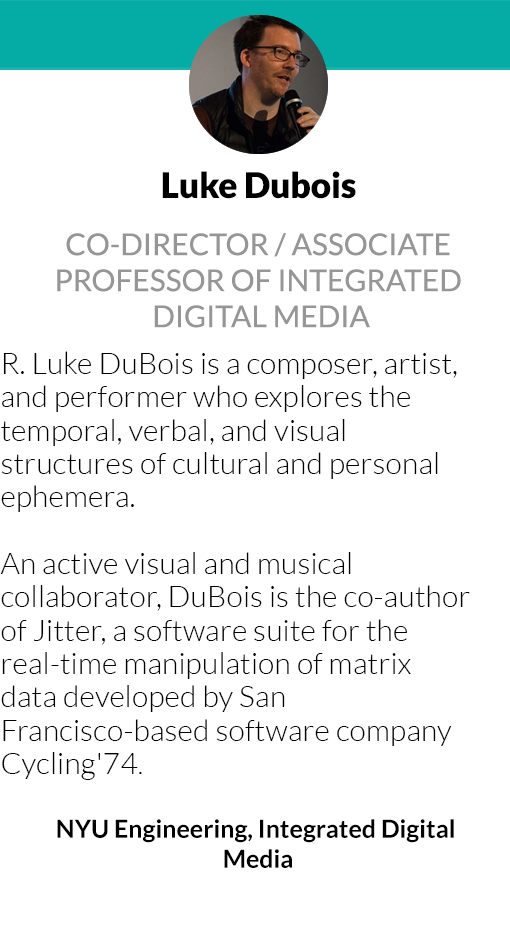 Luke Dubois
CO-DIRECTOR / ASSOCIATE
PROFESSOR OF INTEGRATED
DIGITAL MEDIA
R. Luke DuBois is a composer, artist,
and performer who explores the
temporal, verbal, and visual
structures of cultural and personal
ephemera.
An active visual and musical
collaborator, DuBois is the co-author
of Jitter, a software suite for the
real-time manipulation of matrix
data developed by San
Francisco-based software company
Cycling'74.
NYU Engineering, Integrated Digital
Media